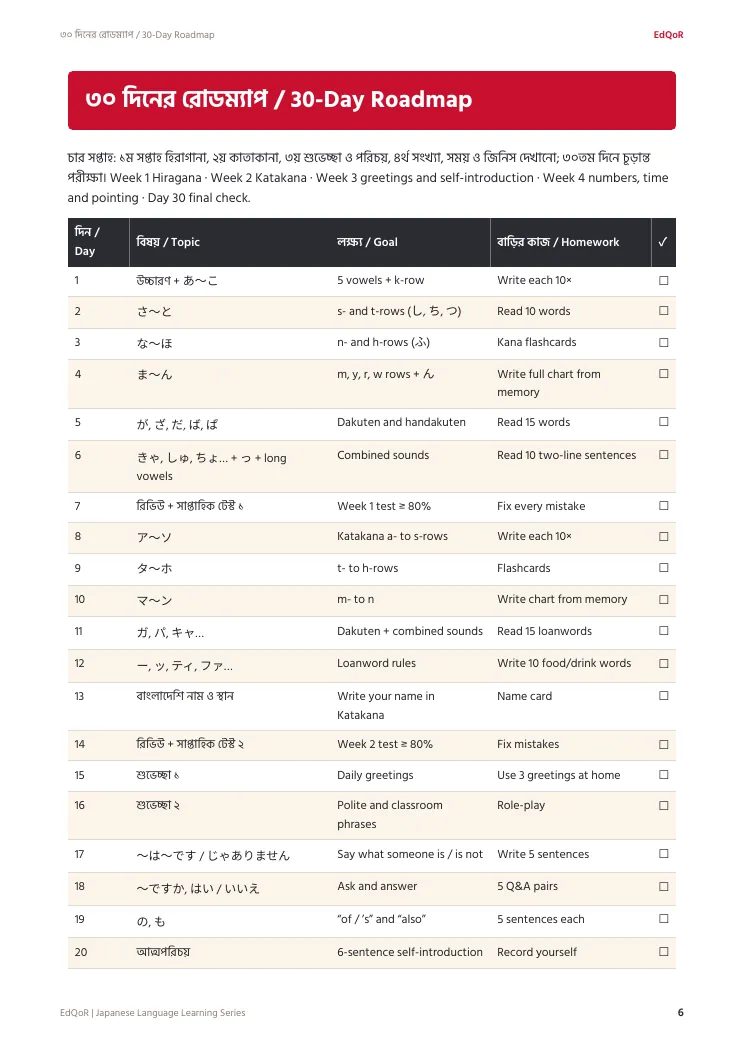 ৩০ দিনের রোডম্যাপ / 30-Day Roadmap
EdQoR
৩০ দিনের রোডম্যাপ / 30-Day Roadmap
চার সপ্তাহ: ১ম সপ্তাহ হিরাগানা, ২য় কাতাকানা, ৩য় শুভেচ্ছা ও পরিচয়, ৪র্থ সংখ্যা, সময় ও জিনিস দেখানো; ৩০তম দিনে চূড়ান্ত
পরীক্ষা। Week 1 Hiragana · Week 2 Katakana · Week 3 greetings and self-introduction · Week 4 numbers, time
and pointing · Day 30 final check.
দিন / Day | বিষয় / Topic | লক্ষ্য / Goal | বাড়ির কাজ / Homework | ✓
1 উচ্চারণ + あ〜こ 5 vowels + k-row Write each 10× ☐
2 さ〜と s- and t-rows (し, ち, つ) Read 10 words ☐
3 な〜ほ n- and h-rows (ふ) Kana flashcards ☐
4 ま〜ん m, y, r, w rows + ん Write full chart from memory ☐
5 が, ざ, だ, ば, ぱ Dakuten and handakuten Read 15 words ☐
6 きゃ, しゅ, ちょ… + っ + long vowels Combined sounds Read 10 two-line sentences ☐
7 রিভিউ + সাপ্তাহিক টেস্ট ১ Week 1 test ≥ 80% Fix every mistake ☐
8 ア〜ソ Katakana a- to s-rows Write each 10× ☐
9 タ〜ホ t- to h-rows Flashcards ☐
10 マ〜ン m- to n Write chart from memory ☐
11 ガ, パ, キャ… Dakuten + combined sounds Read 15 loanwords ☐
12 ー, ッ, ティ, ファ… Loanword rules Write 10 food/drink words ☐
13 বাংলাদেশি নাম ও স্থান Write your name in Katakana Name card ☐
14 রিভিউ + সাপ্তাহিক টেস্ট ২ Week 2 test ≥ 80% Fix mistakes ☐
15 শুভেচ্ছা ১ Daily greetings Use 3 greetings at home ☐
16 শুভেচ্ছা ২ Polite and classroom phrases Role-play ☐
17 〜は〜です / じゃありません Say what someone is / is not Write 5 sentences ☐
18 〜ですか, はい / いいえ Ask and answer 5 Q&A pairs ☐
19 の, も “of / ’s” and “also” 5 sentences each ☐
20 আত্মপরিচয় 6-sentence self-introduction Record yourself ☐
EdQoR | Japanese Language Learning Series
6